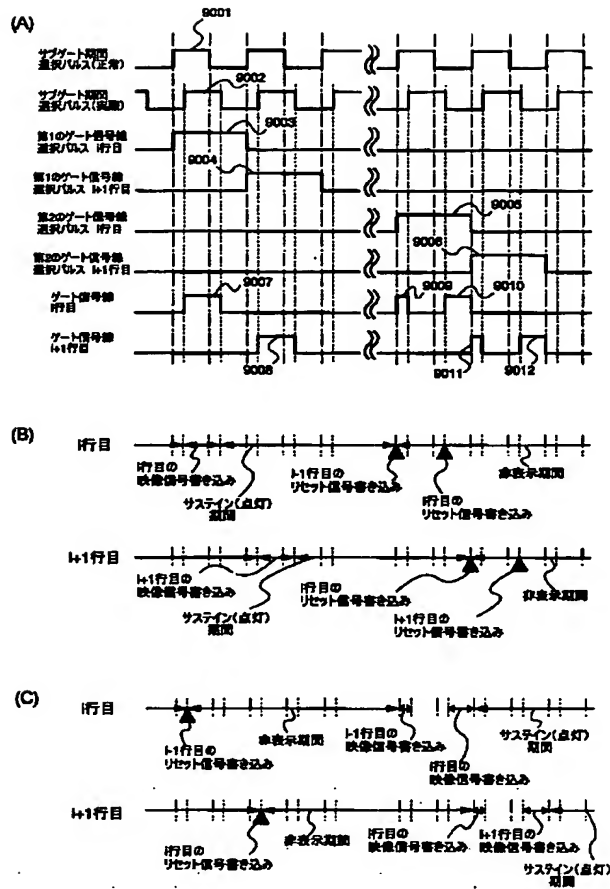 (A)
9001
サブゲート期間
選択パルス(正常)
9002
サブゲート期間
選択パルス(実際)
9003
第1のゲート信号線
選択パルス i行目
9004
第1のゲート信号線
選択パルス i+1行目
9005
第2のゲート信号線
選択パルス i行目
9006
第2のゲート信号線
選択パルス i+1行目
9007
9009
9010
ゲート信号線
i行目
ゲート信号線
i+1行目
9008
9011
9012
(B)
i行目
i行目の
映像信号書き込み
サステイン(点灯)
期間
i-1行目の
リセット信号書き込み
i行目の
リセット信号書き込み
非表示期間
i+1行目
i+1行目の
映像信号書き込み
サステイン(点灯)
期間
i行目の
リセット信号書き込み
i+1行目の
リセット信号書き込み
非表示期間
(C)
i行目
i-1行目の
リセット信号書き込み
非表示期間
i-1行目の
映像信号書き込み
i行目の
映像信号書き込み
サステイン(点灯)
期間
i+1行目
i行目の
リセット信号書き込み
非表示期間
i行目の
映像信号書き込み
i+1行目の
映像信号書き込み
サステイン(点灯)
期間